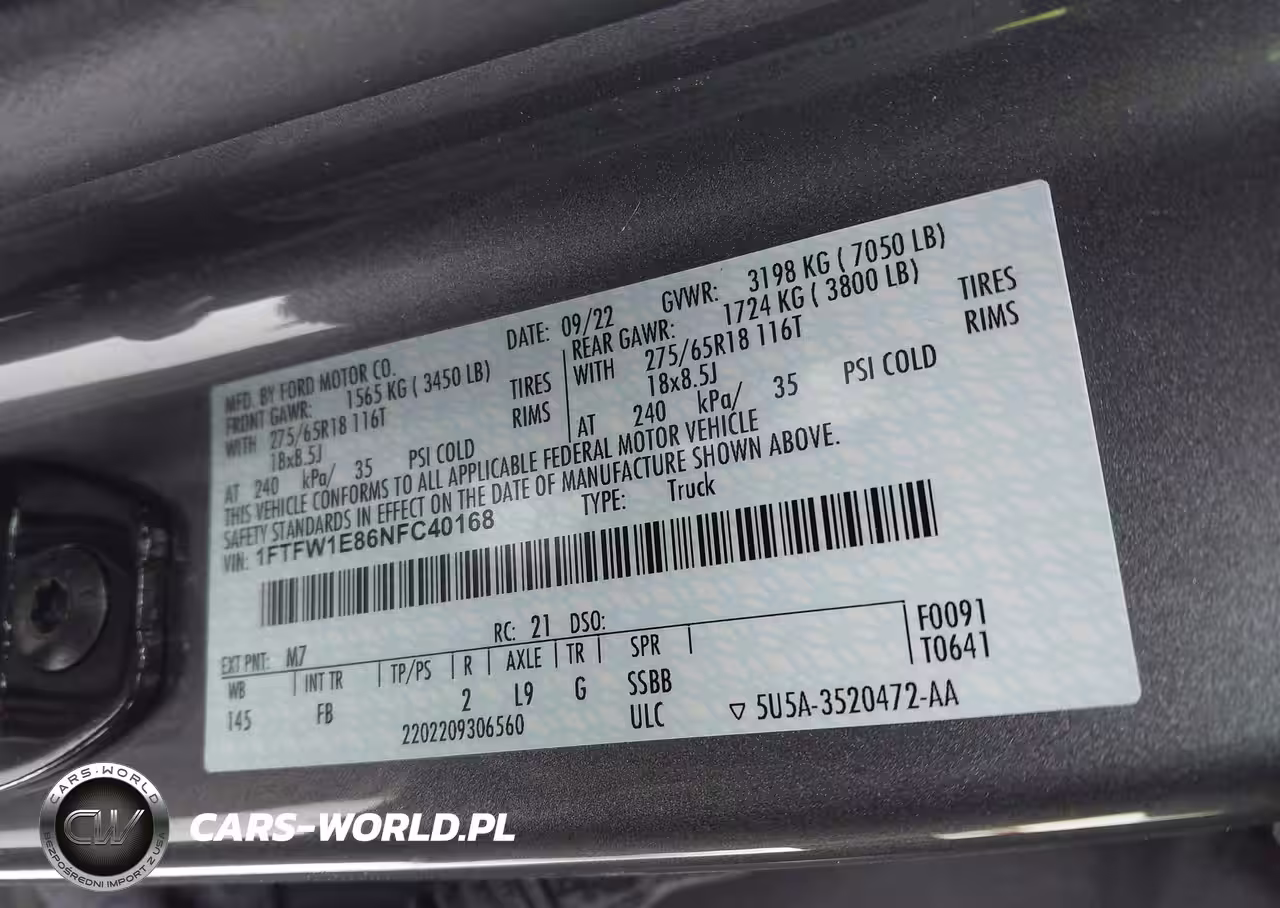 MFD. BY FORD MOTOR CO. DATE: 09/22 GVWR: 3198 KG ( 7050 LB)
FRONT GAWR: 1565 KG ( 3450 LB) REAR GAWR: 1724 KG ( 3800 LB)
WITH 275/65R18 116T TIRES WITH 275/65R18 116T TIRES
18x8.5J RIMS 18x8.5J RIMS
AT 240 kPa/ 35 PSI COLD AT 240 kPa/ 35 PSI COLD
THIS VEHICLE CONFORMS TO ALL APPLICABLE FEDERAL MOTOR VEHICLE
SAFETY STANDARDS IN EFFECT ON THE DATE OF MANUFACTURE SHOWN ABOVE.
VIN: 1FTFW1E86NFC40168 TYPE: Truck
EXT PNT: M7 RC: 21 DSO: F0091
WB INT TR TP/PS R AXLE TR SPR T0641
145 FB 2 L9 G SSBB
2202209306560 ULC ▽ 5U5A-3520472-AA
CARS-WORLD
CW
BEZPOŚREDNI IMPORT Z USA
CARS-WORLD.PL